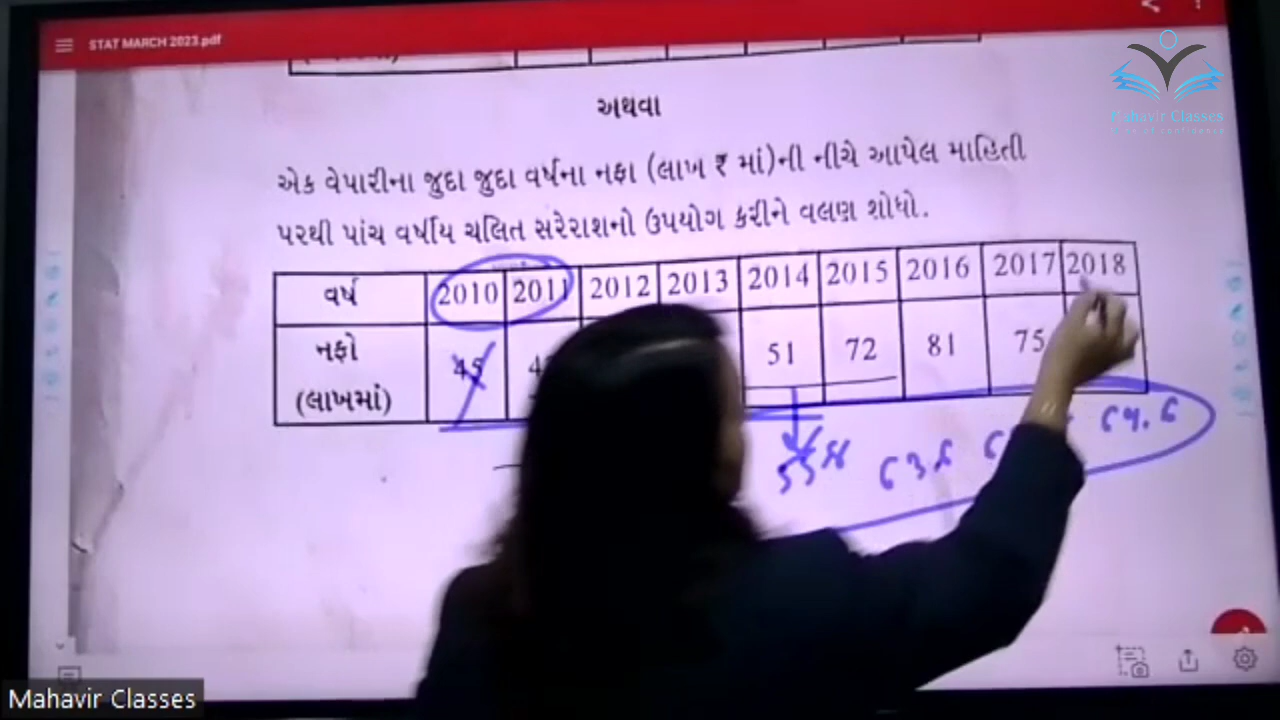 STAT MARCH 2023.pdf
Mahavir Classes
અથવા
એક વેપારીના જુદા જુદા વર્ષના નફા (લાખ ₹ માં)ની નીચે આપેલ માહિતી
પરથી પાંચ વર્ષીય ચલિત સરેરાશનો ઉપયોગ કરીને વલણ શોધો.
વર્ષ 2010 2011 2012 2013 2014 2015 2016 2017 2018
નફો 45 51 72 81 75
(લાખમાં)
૬૩.૬
Mahavir Classes